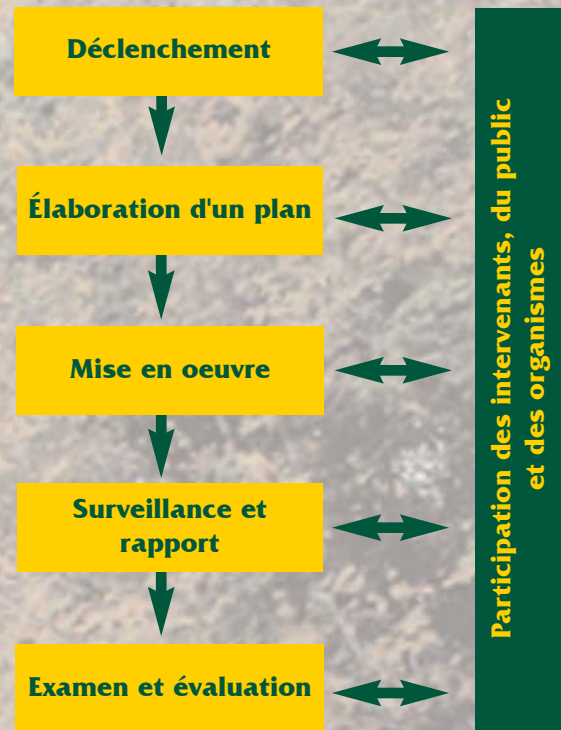 Déclenchement
Élaboration d'un plan
Mise en oeuvre
Surveillance et
rapport
Examen et évaluation
Participation des intervenants, du public
et des organismes